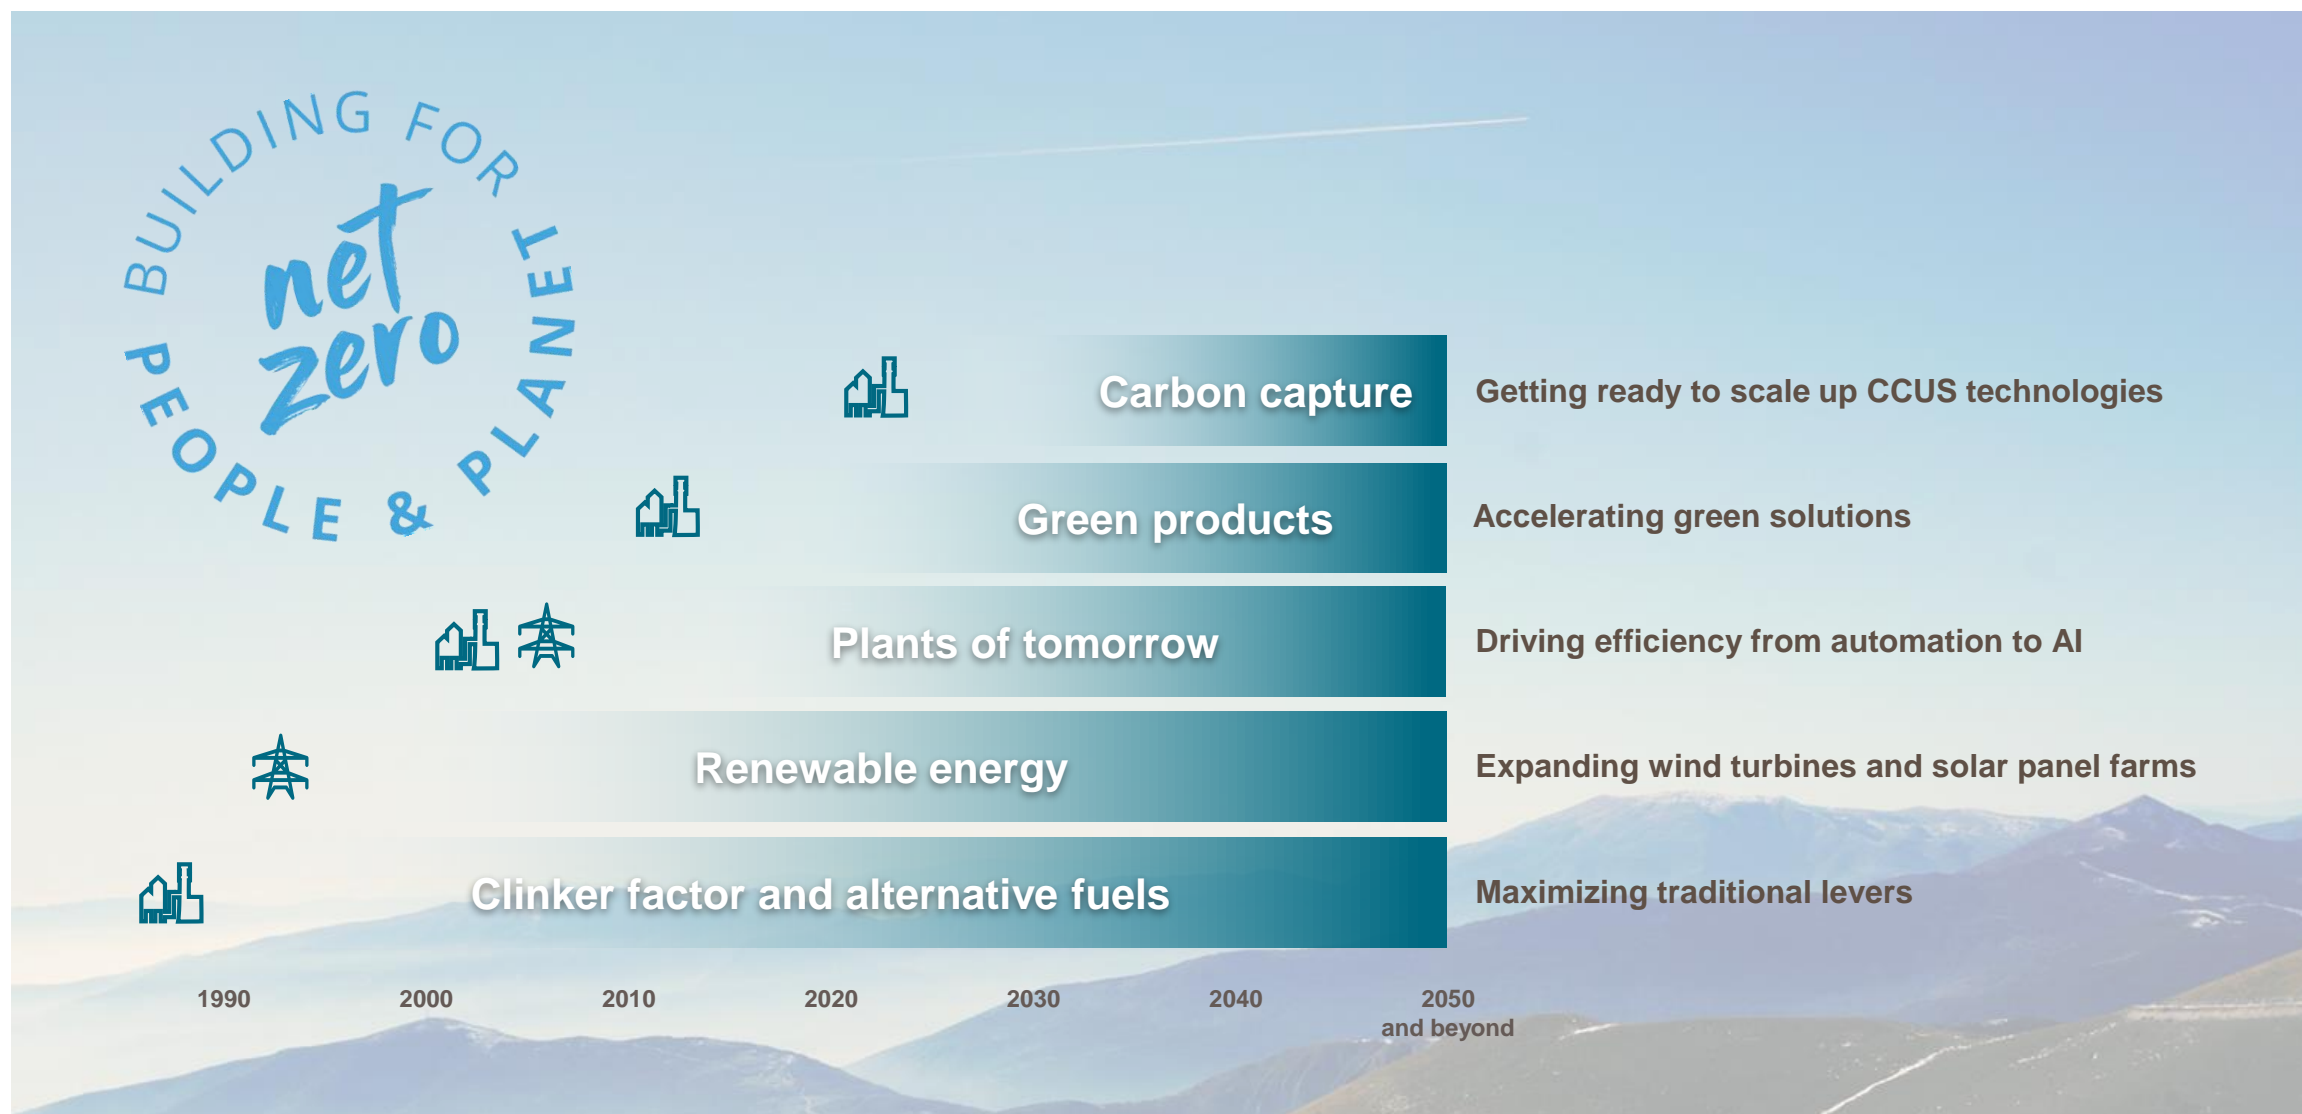 BUILDING FOR
net
zero
PEOPLE & PLANET
Carbon capture
Getting ready to scale up CCUS technologies
Green products
Accelerating green solutions
Plants of tomorrow
Driving efficiency from automation to AI
Renewable energy
Expanding wind turbines and solar panel farms
Clinker factor and alternative fuels
Maximizing traditional levers
1990 2000 2010 2020 2030 2040 2050
and beyond